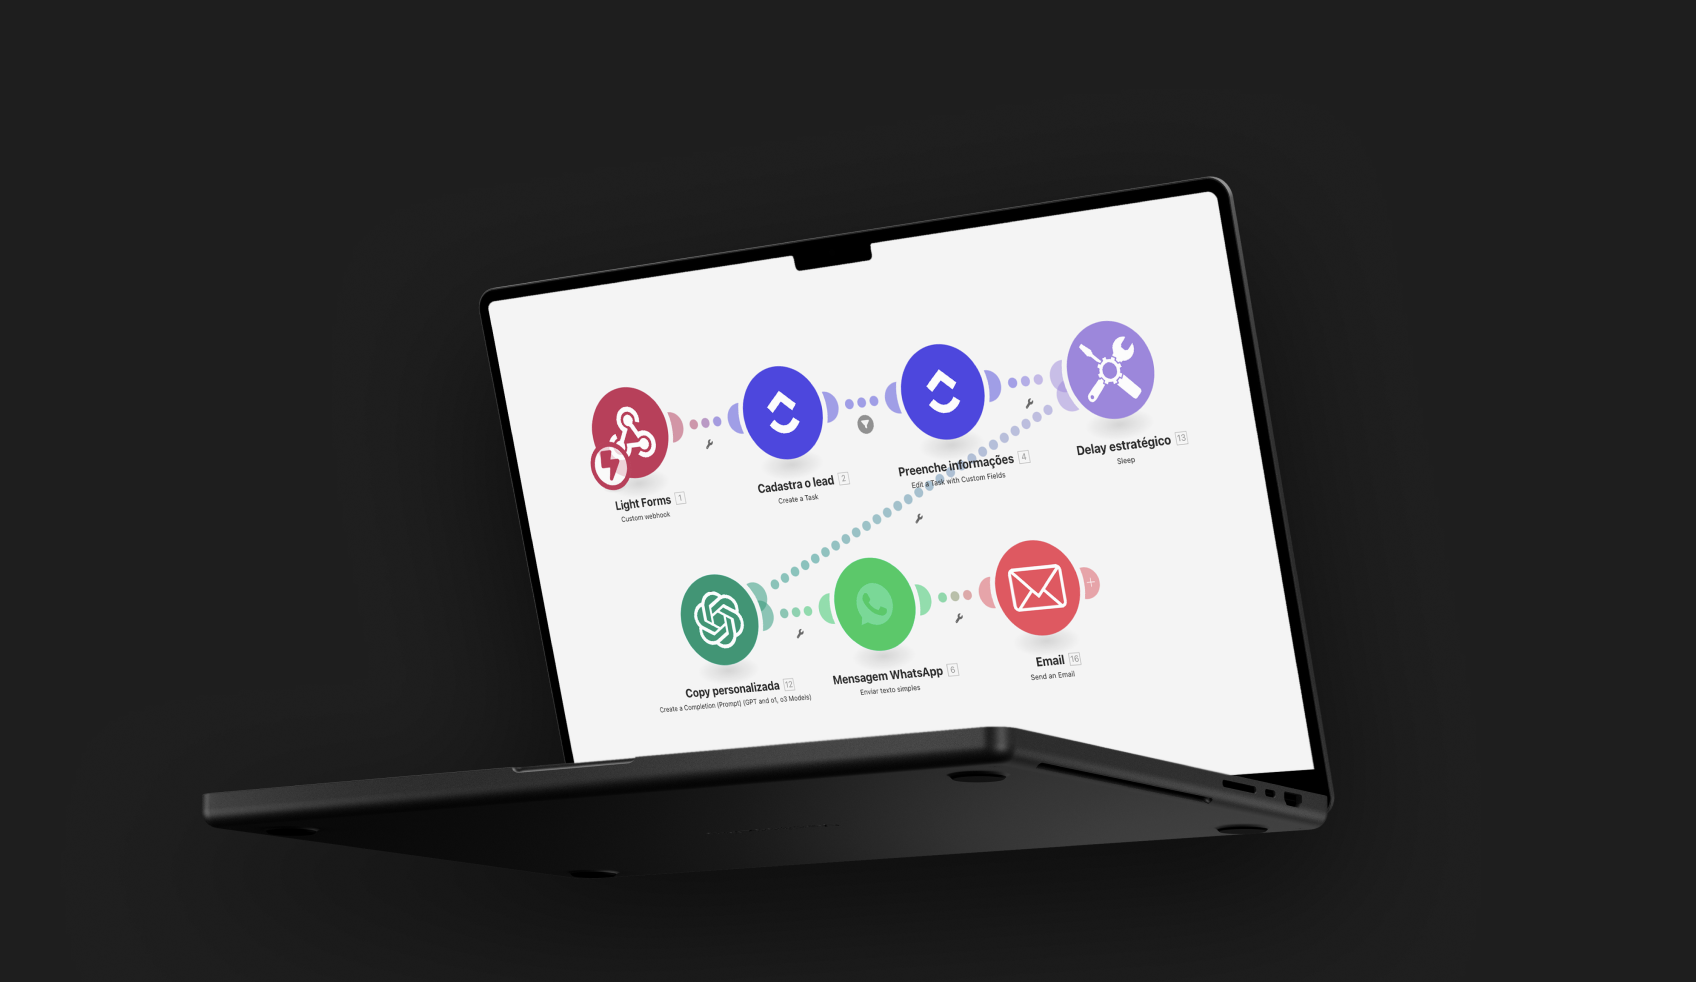 Light Forms 1
Custom webhook
Cadastra o lead 2
Create a Task
Preenche informações 4
Edit a Task with Custom Fields
Delay estratégico 13
Sleep
Copy personalizada 12
Create a Completion (Prompt) (GPT and o1, o3 Models)
Mensagem WhatsApp 6
Enviar texto simples
Email 16
Send an Email